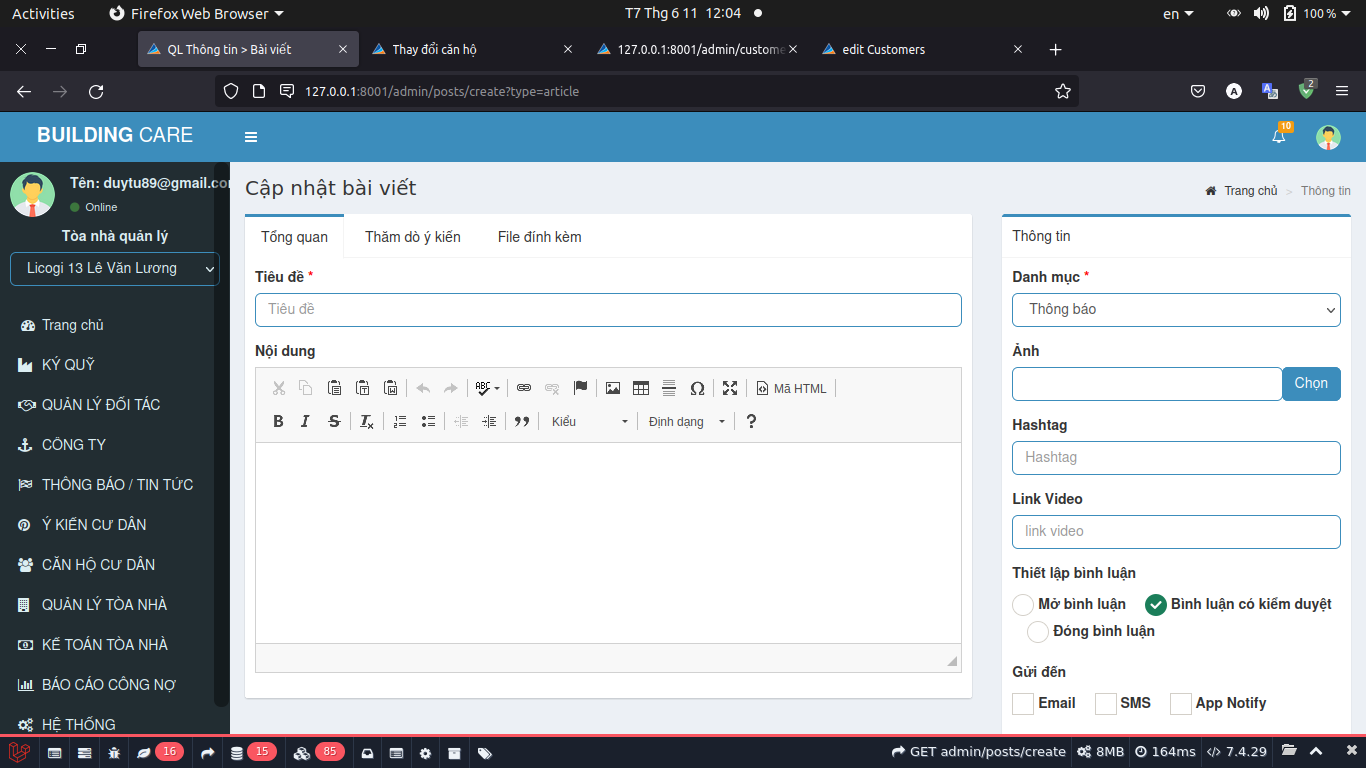 Activities Firefox Web Browser T7 Thg 6 11 12:04 en 100 %
QL Thông tin > Bài viết Thay đổi căn hộ 127.0.0.1:8001/admin/custome edit Customers
127.0.0.1:8001/admin/posts/create?type=article A A 2
BUILDING CARE 10
Tên: duytu89@gmail.com
Online
Tòa nhà quản lý
Licogi 13 Lê Văn Lương
Trang chủ
KÝ QUỸ
QUẢN LÝ ĐỐI TÁC
CÔNG TY
THÔNG BÁO / TIN TỨC
Ý KIẾN CƯ DÂN
CĂN HỘ CƯ DÂN
QUẢN LÝ TÒA NHÀ
KẾ TOÁN TÒA NHÀ
BÁO CÁO CÔNG NỢ
HỆ THỐNG
Cập nhật bài viết
Trang chủ > Thông tin
Tổng quan Thăm dò ý kiến File đính kèm
Tiêu đề *
Tiêu đề
Nội dung
ABC Mã HTML
B I S Tx Kiểu Định dạng ?
Thông tin
Danh mục *
Thông báo
Ảnh
Chọn
Hashtag
Hashtag
Link Video
link video
Thiết lập bình luận
Mở bình luận Bình luận có kiểm duyệt
Đóng bình luận
Gửi đến
Email SMS App Notify
16 15 85 GET admin/posts/create 8MB 164ms 7.4.29